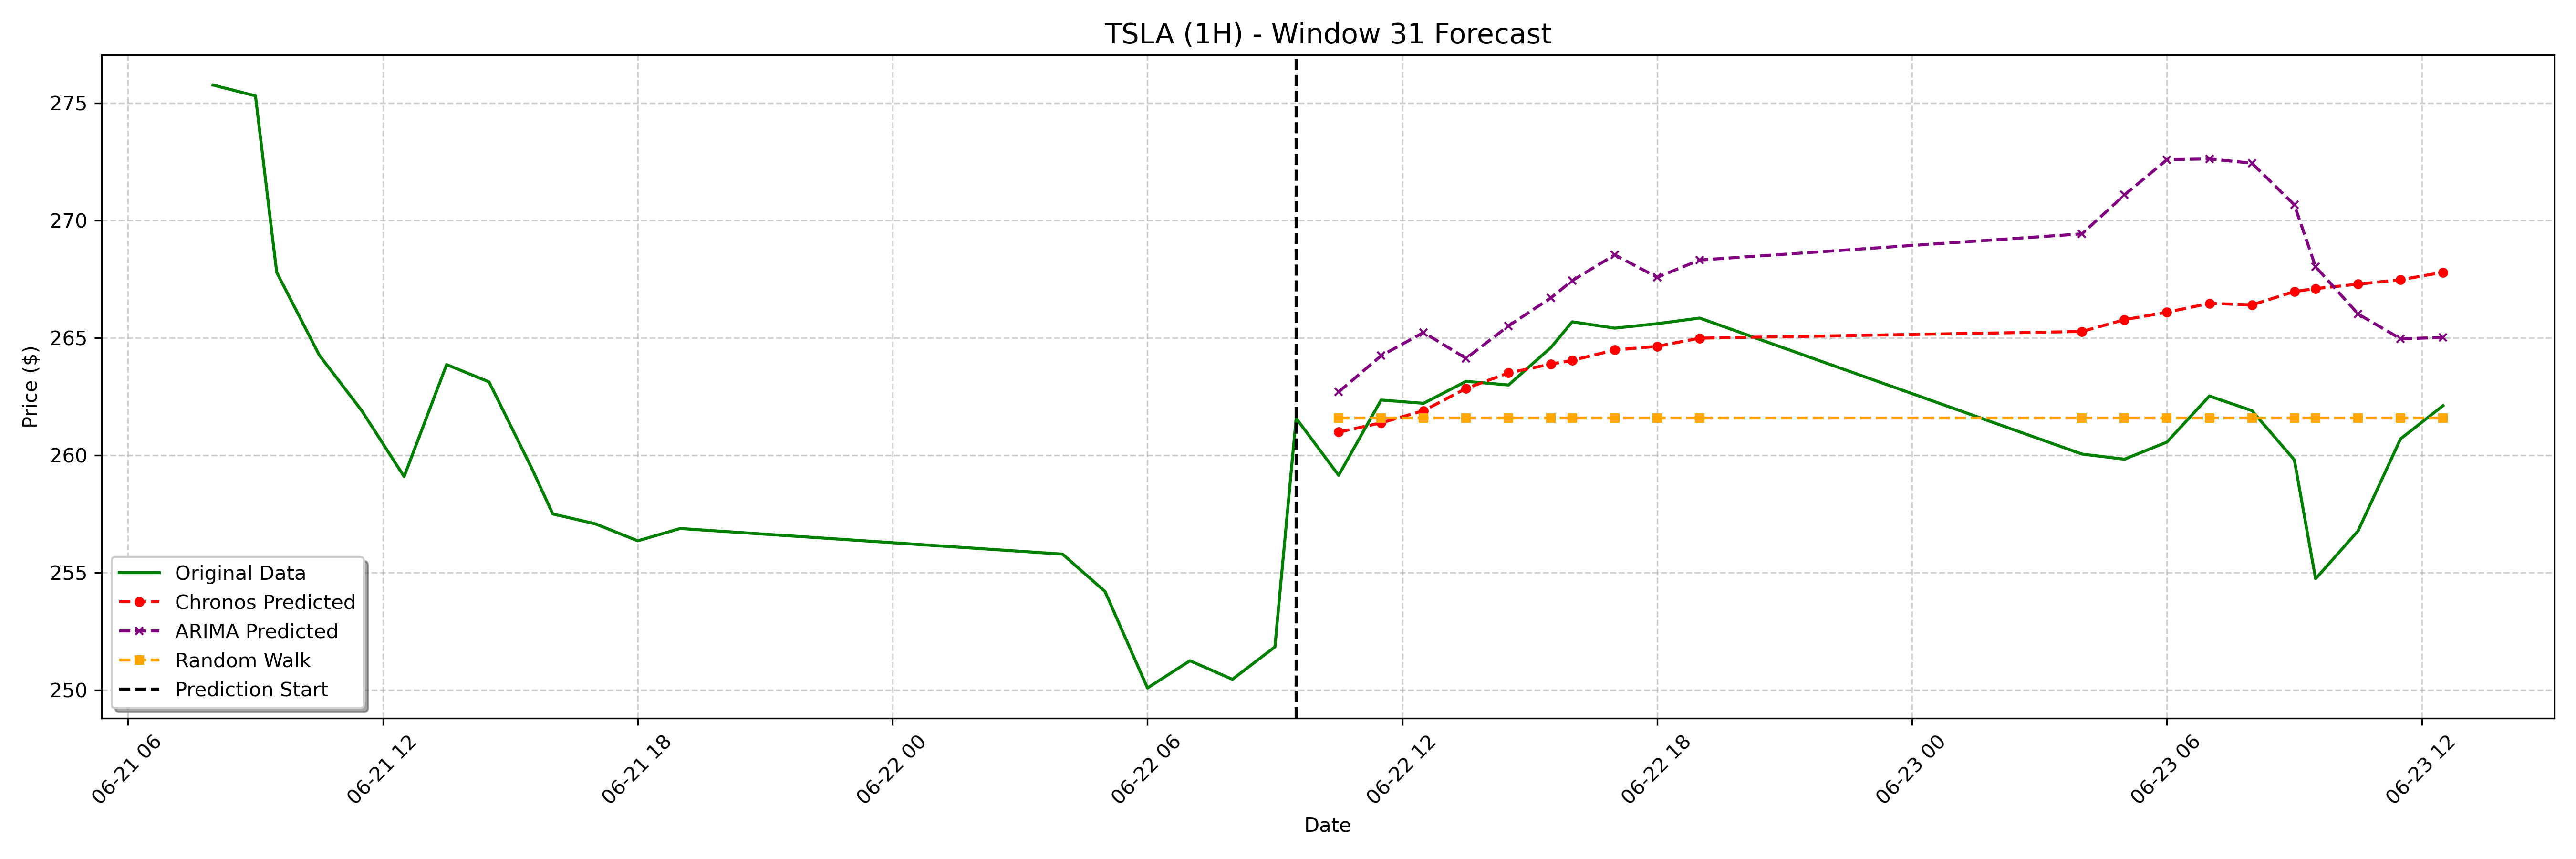 TSLA (1H) - Window 31 Forecast
Price ($)
275
270
265
260
255
250
Original Data
Chronos Predicted
ARIMA Predicted
Random Walk
Prediction Start
06-21 06
06-21 12
06-21 18
06-22 00
06-22 06
06-22 12
06-22 18
06-23 00
06-23 06
06-23 12
Date